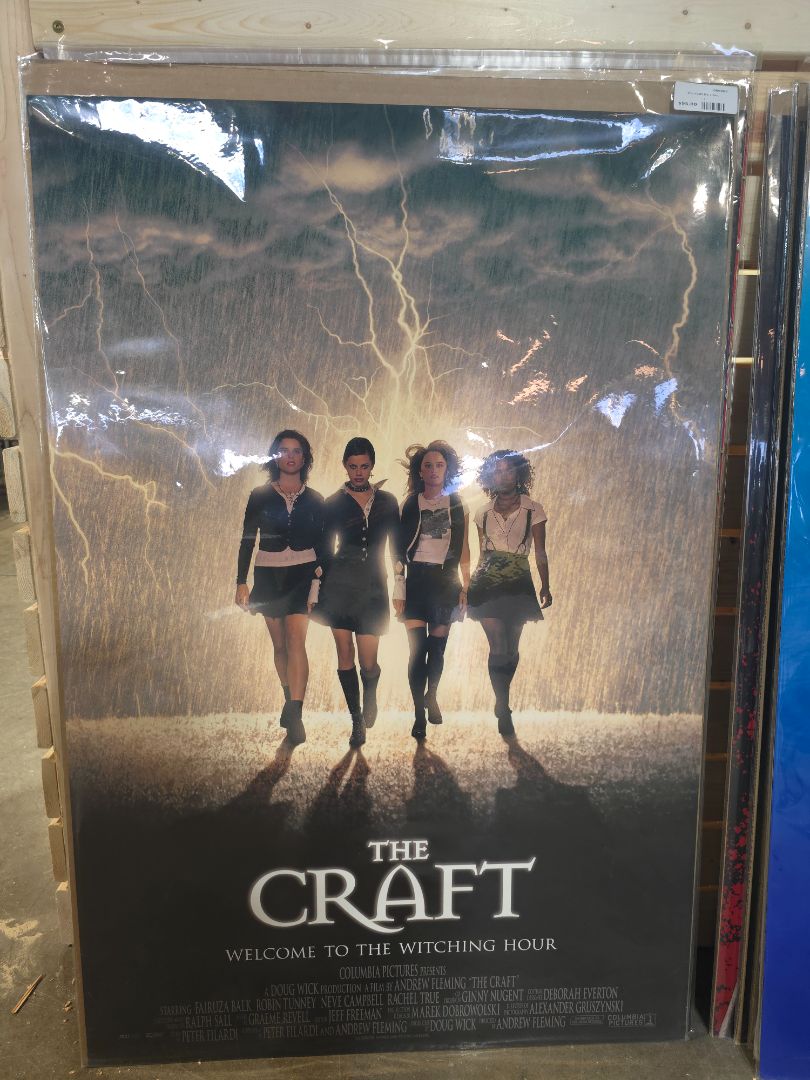 $95.00
THE
CRAFT
WELCOME TO THE WITCHING HOUR
COLUMBIA PICTURES PRESENTS
A DOUG WICK PRODUCTION A FILM BY ANDREW FLEMING "THE CRAFT"
STARRING FAIRUZA BALK ROBIN TUNNEY NEVE CAMPBELL RACHEL TRUE GINNY NUGENT DEBORAH EVERTON
RALPH SALL GRAEME REVELL JEFF FREEMAN MAREK DOBROWOLSKI ALEXANDER GRUSZYNSKI
PETER FILARDI PETER FILARDI AND ANDREW FLEMING DOUG WICK ANDREW FLEMING
COLUMBIA
PICTURES